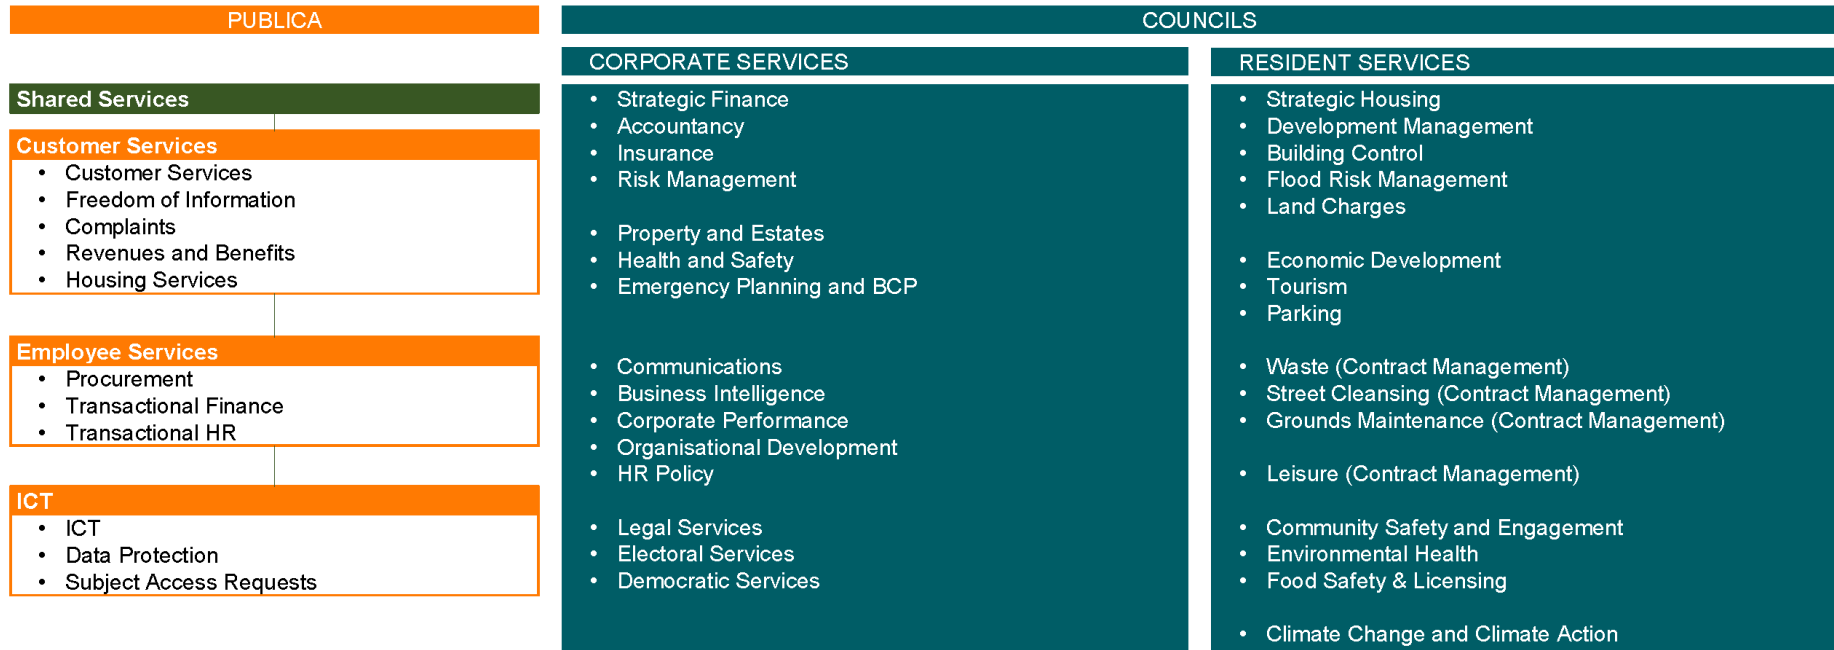 PUBLICA
Shared Services
Customer Services
• Customer Services
• Freedom of Information
• Complaints
• Revenues and Benefits
• Housing Services
Employee Services
• Procurement
• Transactional Finance
• Transactional HR
ICT
• ICT
• Data Protection
• Subject Access Requests
COUNCILS
CORPORATE SERVICES
• Strategic Finance
• Accountancy
• Insurance
• Risk Management
• Property and Estates
• Health and Safety
• Emergency Planning and BCP
• Communications
• Business Intelligence
• Corporate Performance
• Organisational Development
• HR Policy
• Legal Services
• Electoral Services
• Democratic Services
RESIDENT SERVICES
• Strategic Housing
• Development Management
• Building Control
• Flood Risk Management
• Land Charges
• Economic Development
• Tourism
• Parking
• Waste (Contract Management)
• Street Cleansing (Contract Management)
• Grounds Maintenance (Contract Management)
• Leisure (Contract Management)
• Community Safety and Engagement
• Environmental Health
• Food Safety & Licensing
• Climate Change and Climate Action